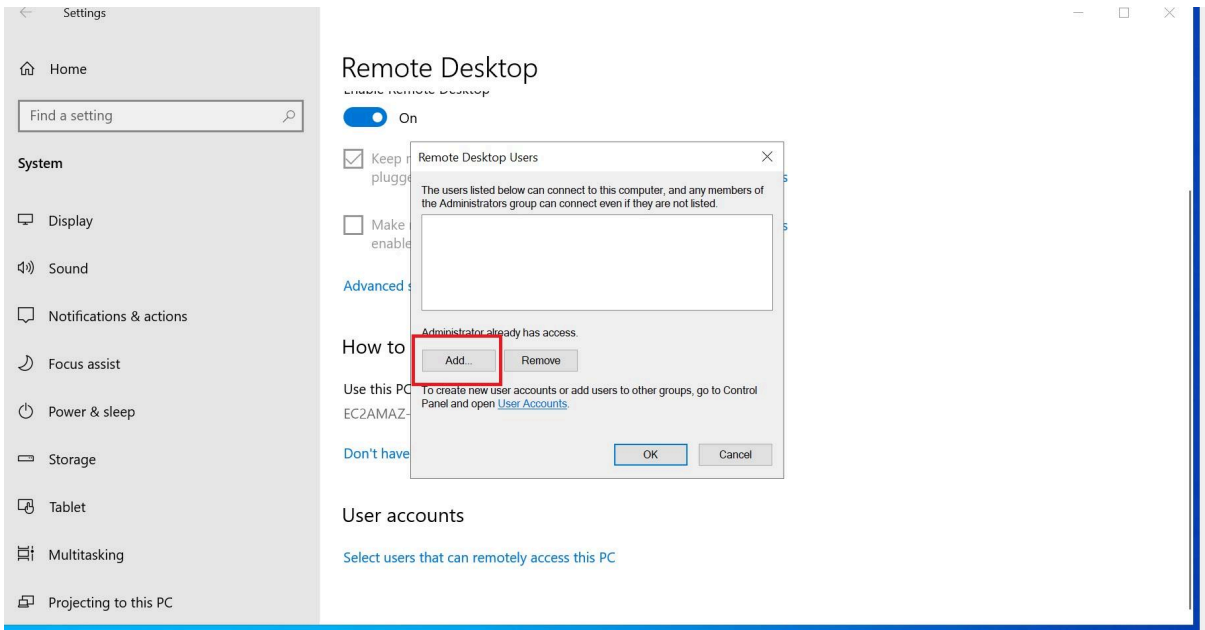 Settings
Home
Find a setting
System
Display
Sound
Notifications & actions
Focus assist
Power & sleep
Storage
Tablet
Multitasking
Projecting to this PC
Remote Desktop
Enable Remote Desktop
On
Keep
plugge
Make
enable
Advanced
How to
Use this PC
EC2AMAZ-
Don't have
User accounts
Select users that can remotely access this PC
Remote Desktop Users
The users listed below can connect to this computer, and any members of
the Administrators group can connect even if they are not listed.
Administrator already has access.
Add...
Remove
To create new user accounts or add users to other groups, go to Control
Panel and open User Accounts.
OK
Cancel